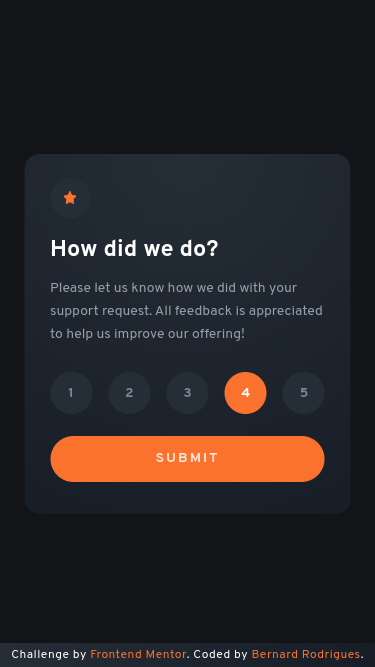 How did we do?
Please let us know how we did with your
support request. All feedback is appreciated
to help us improve our offering!
1 2 3 4 5
SUBMIT
Challenge by Frontend Mentor. Coded by Bernard Rodrigues.